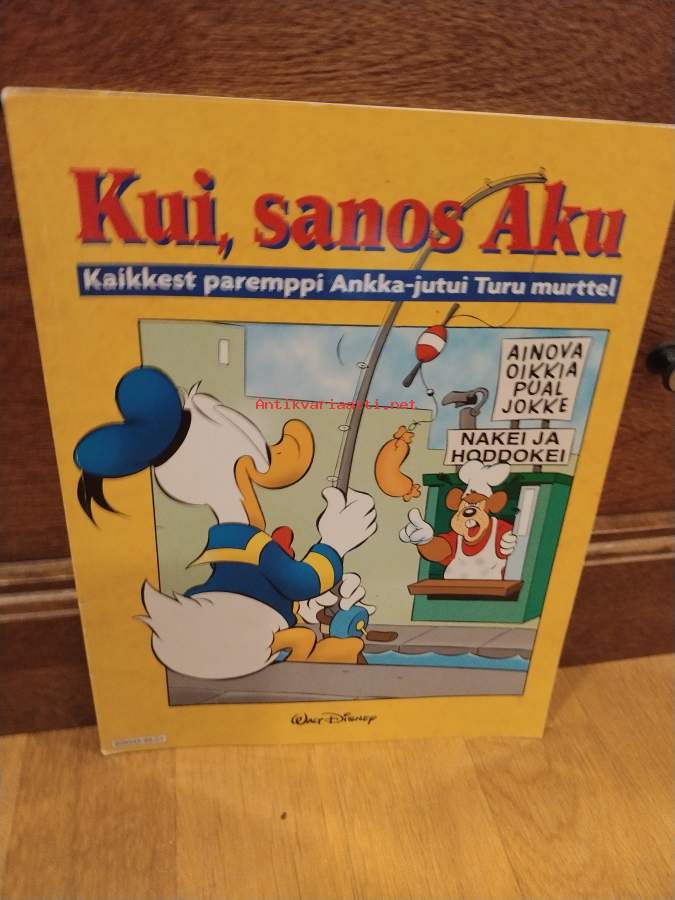 Kui, sanos Aku
Kaikkest paremppi Ankka-jutui Turu murttel
AINOVA
OIKKIA
PUAL
JOKKE
Antikvariaatti.net
NAKEI JA
HODDOKEI
Walt Disney